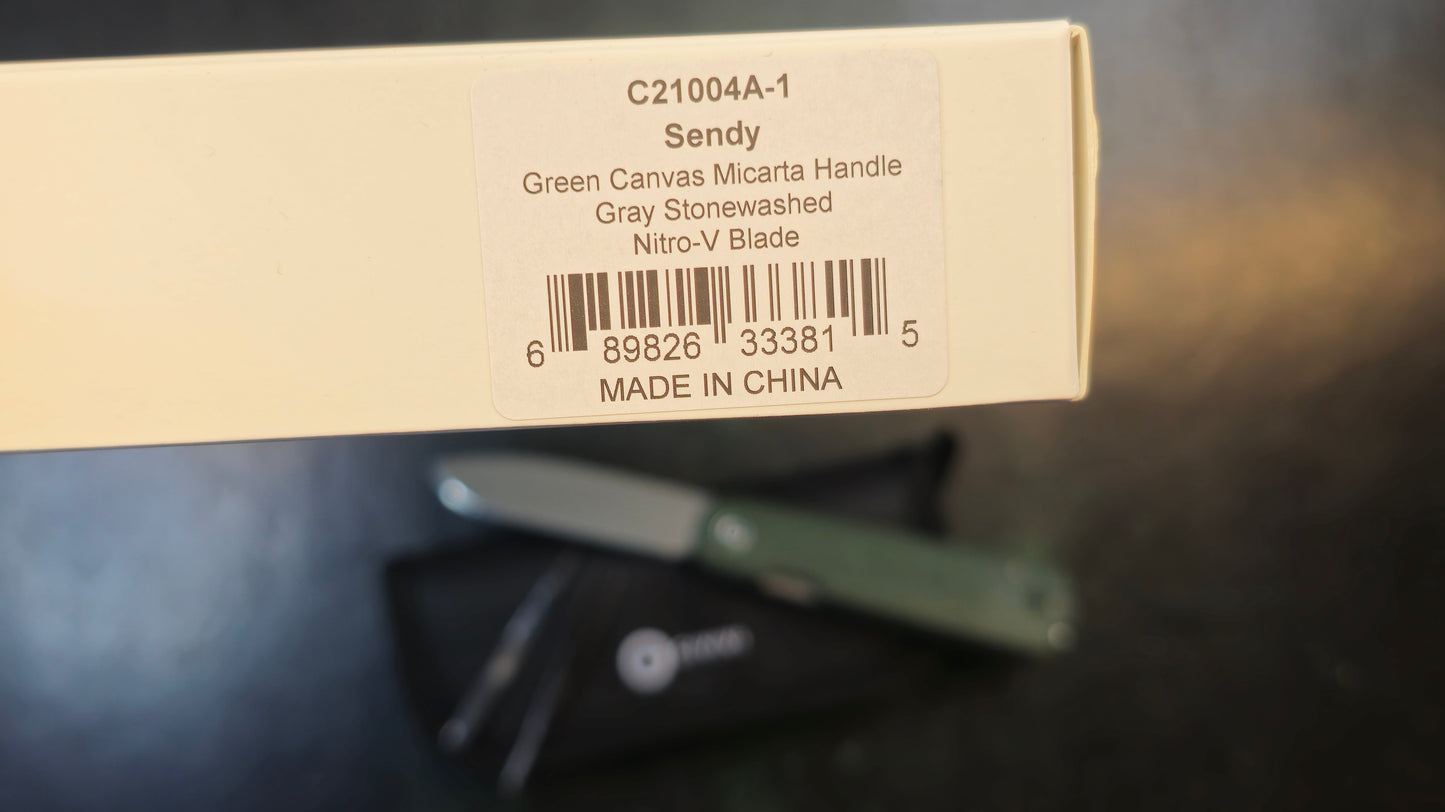 C21004A-1
Sendy
Green Canvas Micarta Handle
Gray Stonewashed
Nitro-V Blade
6 89826 33381 5
MADE IN CHINA